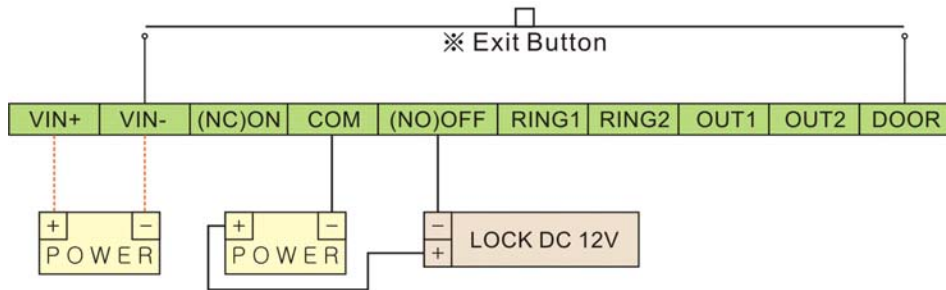 ※ Exit Button
VIN+ VIN- (NC)ON COM (NO)OFF RING1 RING2 OUT1 OUT2 DOOR
+ - + - -
LOCK DC 12V
+
POWER POWER